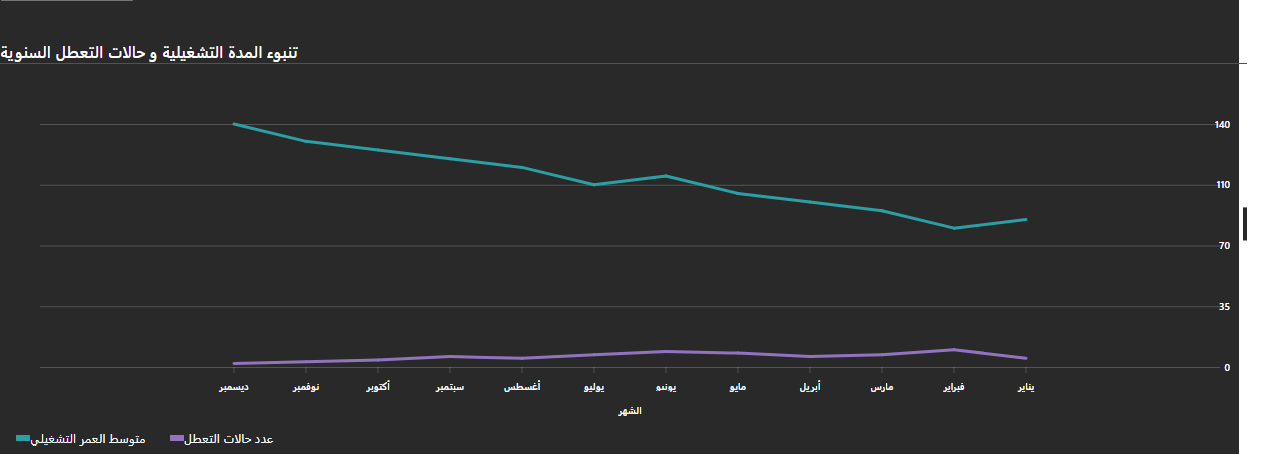 تنبوء المدة التشغيلية و حالات التعطل السنوية
140
110
70
35
0
يناير فبراير مارس أبريل مايو يونيو يوليو أغسطس سبتمبر أكتوبر نوفمبر ديسمبر
الشهر
عدد حالات التعطل متوسط العمر التشغيلي